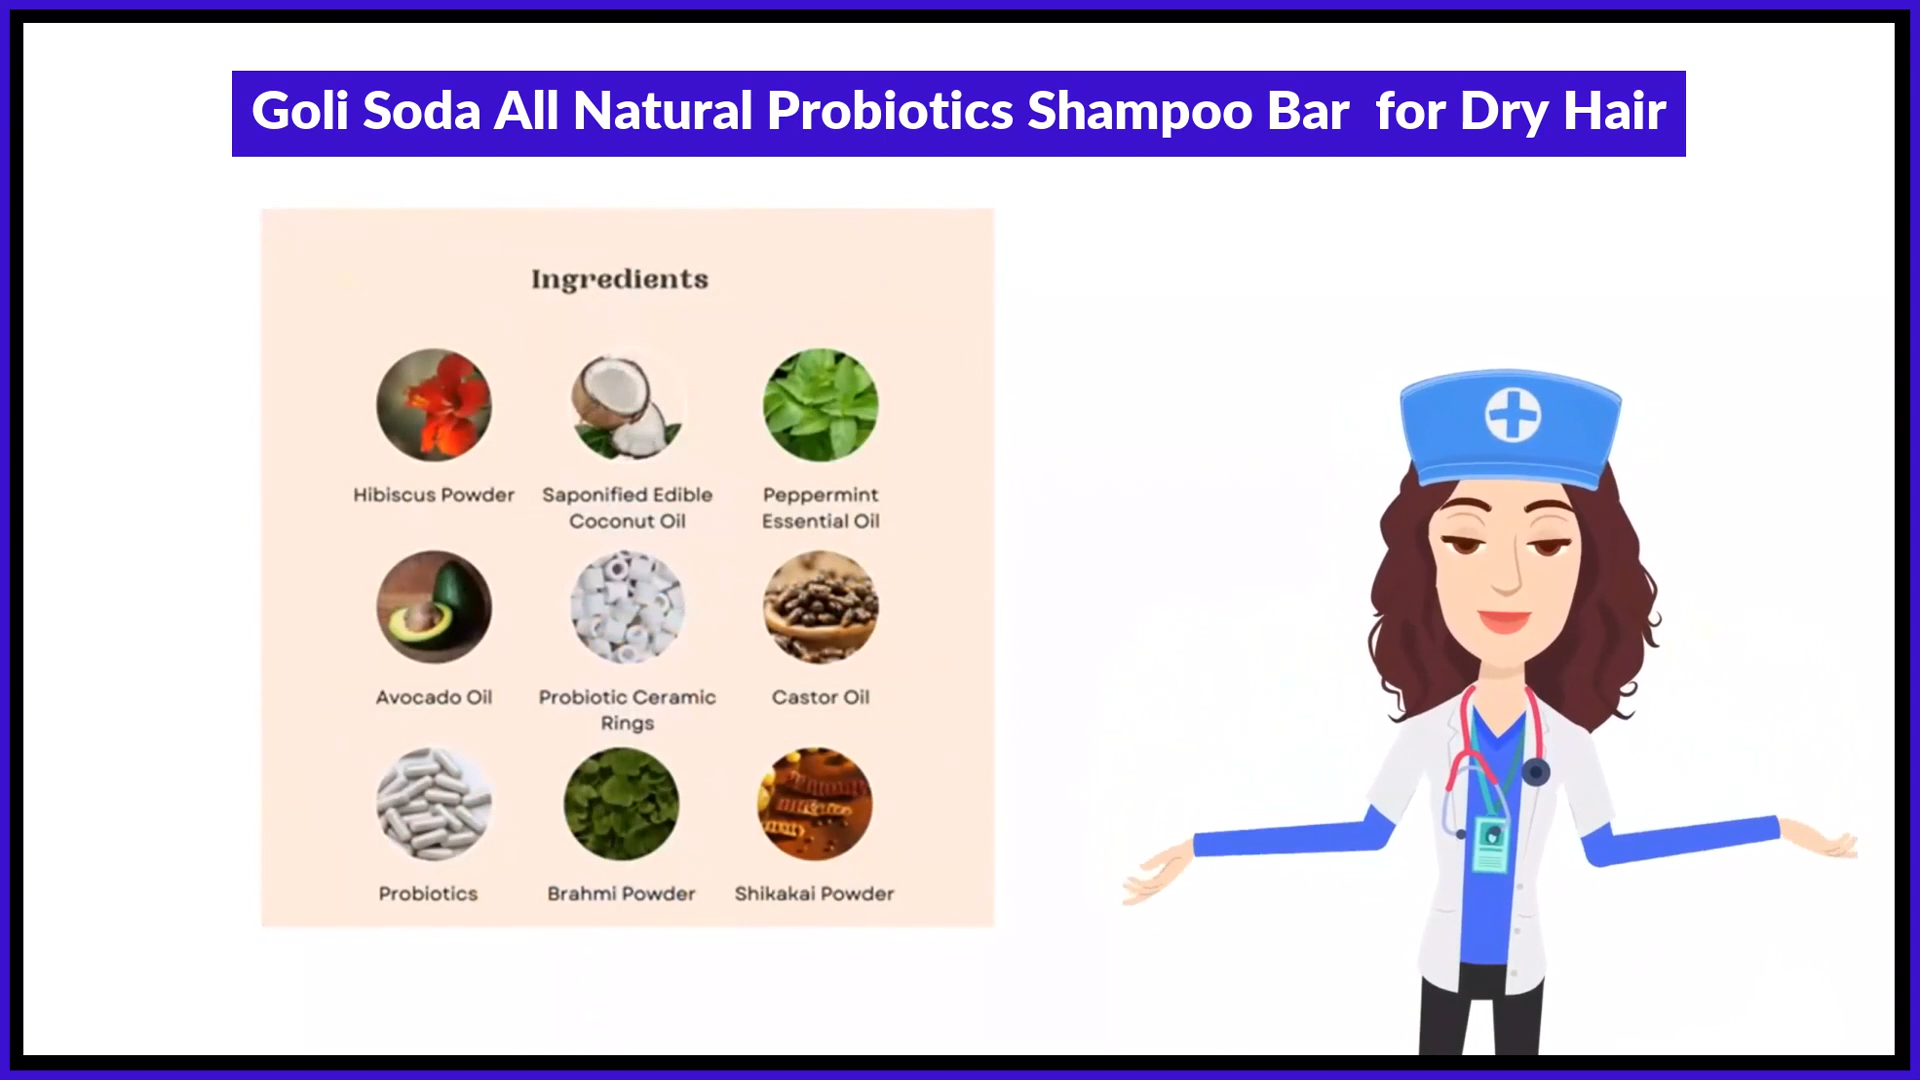 Goli Soda All Natural Probiotics Shampoo Bar  for Dry Hair
Ingredients
Hibiscus Powder
Saponified Edible
Coconut Oil
Peppermint
Essential Oil
Avocado Oil
Probiotic Ceramic
Rings
Castor Oil
Probiotics
Brahmi Powder
Shikakai Powder